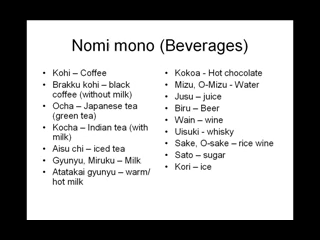 Nomi mono (Beverages)
• Kohi – Coffee
• Brakku kohi – black
coffee (without milk)
• Ocha – Japanese tea
(green tea)
• Kocha – Indian tea (with
milk)
• Aisu chi – iced tea
• Gyunyu, Miruku – Milk
• Atatakai gyunyu – warm/
hot milk
• Kokoa - Hot chocolate
• Mizu, O-Mizu - Water
• Jusu – juice
• Biru – Beer
• Wain – wine
• Uisuki - whisky
• Sake, O-sake – rice wine
• Sato – sugar
• Kori – ice